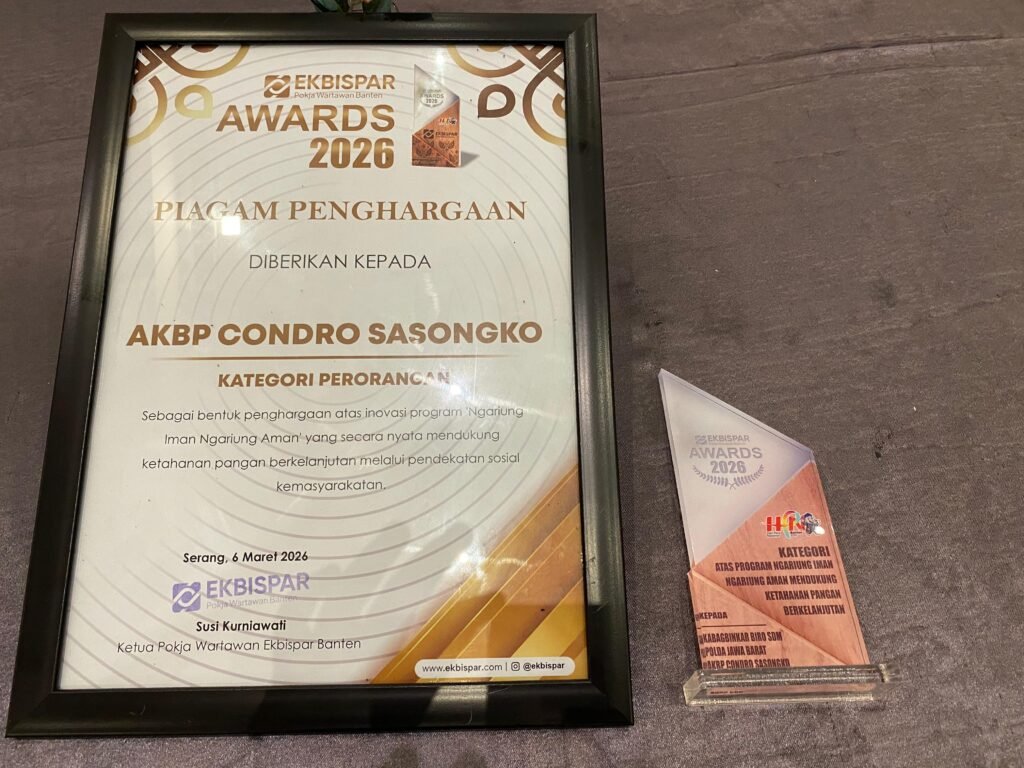 EKBISPAR
Pokja Wartawan Banten
AWARDS
2026
AWARDS
2026
EKBISPAR
PIAGAM PENGHARGAAN
DIBERIKAN KEPADA
AKBP CONDRO SASONGKO
KATEGORI PERORANGAN
Sebagai bentuk penghargaan atas inovasi program 'Ngariung
Iman Ngariung Aman' yang secara nyata mendukung
ketahanan pangan berkelanjutan melalui pendekatan sosial
kemasyarakatan.
Serang, 6 Maret 2026
EKBISPAR
Pokja Wartawan Banten
Susi Kurniawati
Ketua Pokja Wartawan Ekbispar Banten
www.ekbispar.com | @ekbispar
EKBISPAR
AWARDS
2026
KATEGORI
ATAS PROGRAM NGARIUNG IMAN
NGARIUNG AMAN MENDUKUNG
KETAHANAN PANGAN
BERKELANJUTAN
KEPADA
KABAGBINKAR BIRO SDM
POLDA JAWA BARAT
AKBP CONDRO SASONGKO